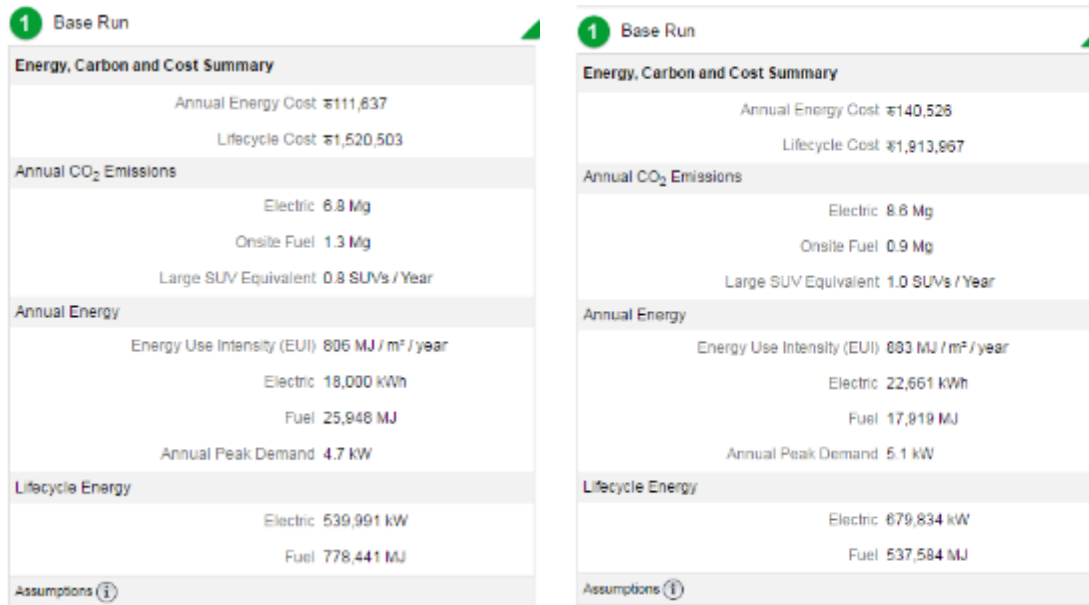 1 Base Run
Energy, Carbon and Cost Summary
Annual Energy Cost ₹111,637
Lifecycle Cost ₹1,520,503
Annual CO₂ Emissions
Electric 6.8 Mg
Onsite Fuel 1.3 Mg
Large SUV Equivalent 0.8 SUVs / Year
Annual Energy
Energy Use Intensity (EUI) 806 MJ / m² / year
Electric 18,000 kWh
Fuel 25,948 MJ
Annual Peak Demand 4.7 kW
Lifecycle Energy
Electric 539,991 kW
Fuel 778,441 MJ
Assumptions i
1 Base Run
Energy, Carbon and Cost Summary
Annual Energy Cost ₹140,526
Lifecycle Cost ₹1,913,967
Annual CO₂ Emissions
Electric 8.6 Mg
Onsite Fuel 0.9 Mg
Large SUV Equivalent 1.0 SUVs / Year
Annual Energy
Energy Use Intensity (EUI) 883 MJ / m² / year
Electric 22,661 kWh
Fuel 17,919 MJ
Annual Peak Demand 5.1 kW
Lifecycle Energy
Electric 679,834 kW
Fuel 537,584 MJ
Assumptions i